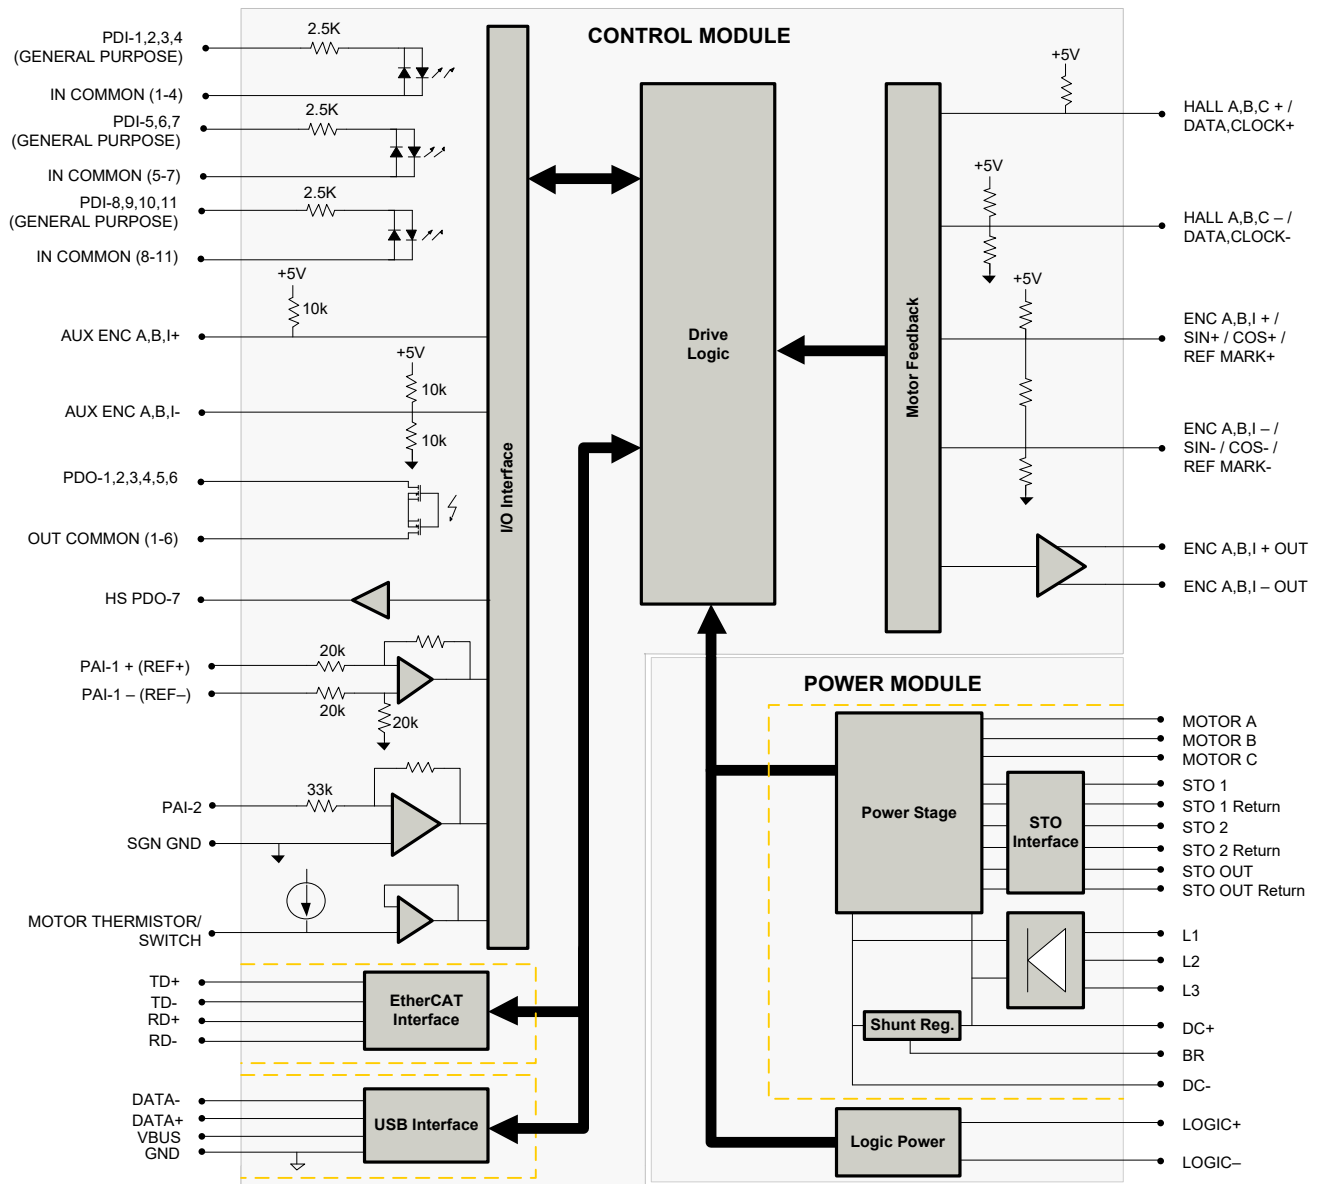 CONTROL MODULE
PDI-1,2,3,4
(GENERAL PURPOSE)
2.5K
IN COMMON (1-4)
PDI-5,6,7
(GENERAL PURPOSE)
2.5K
IN COMMON (5-7)
PDI-8,9,10,11
(GENERAL PURPOSE)
2.5K
IN COMMON (8-11)
+5V
10k
AUX ENC A,B,I+
+5V
10k
AUX ENC A,B,I-
10k
PDO-1,2,3,4,5,6
OUT COMMON (1-6)
HS PDO-7
PAI-1 + (REF+)
20k
PAI-1 – (REF–)
20k
20k
PAI-2
33k
SGN GND
MOTOR THERMISTOR/
SWITCH
I/O Interface
TD+
TD-
RD+
RD-
EtherCAT
Interface
DATA-
DATA+
VBUS
GND
USB Interface
Drive
Logic
Motor Feedback
+5V
HALL A,B,C + /
DATA,CLOCK+
+5V
HALL A,B,C – /
DATA,CLOCK-
+5V
ENC A,B,I + /
SIN+ / COS+ /
REF MARK+
ENC A,B,I – /
SIN- / COS- /
REF MARK-
ENC A,B,I + OUT
ENC A,B,I – OUT
POWER MODULE
Power Stage
MOTOR A
MOTOR B
MOTOR C
STO
Interface
STO 1
STO 1 Return
STO 2
STO 2 Return
STO OUT
STO OUT Return
L1
L2
L3
Shunt Reg.
DC+
BR
DC-
Logic Power
LOGIC+
LOGIC–